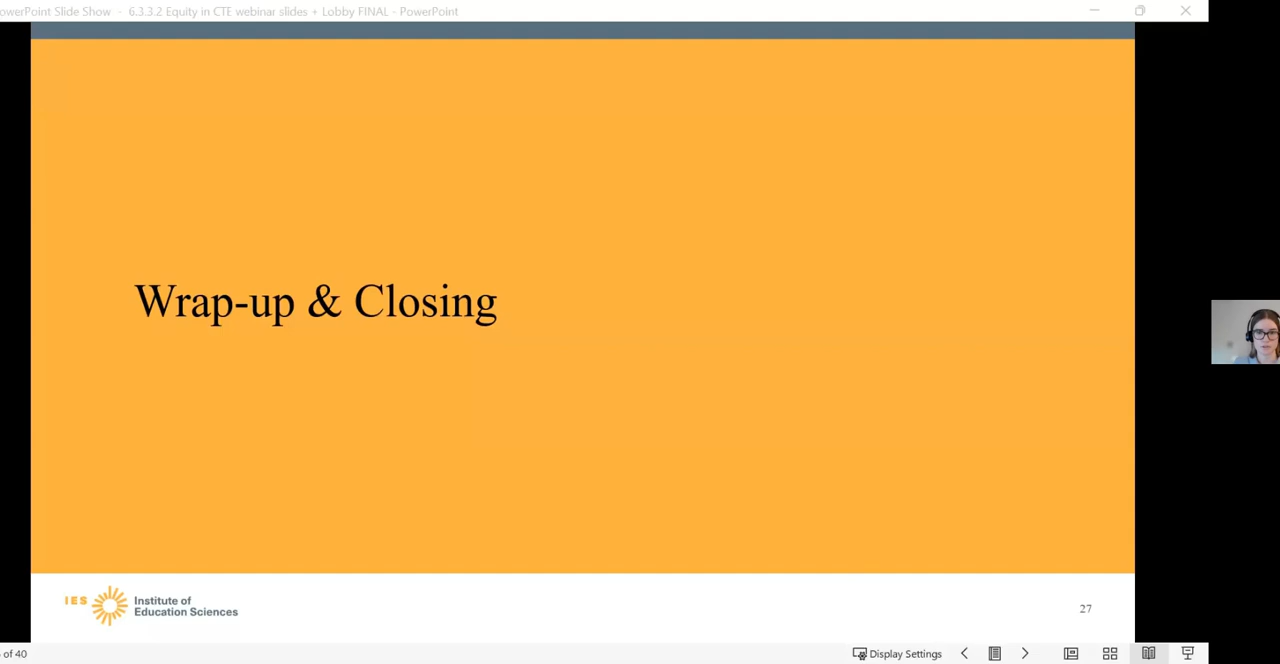 owerPoint Slide Show - 6.3.3.2 Equity in CTE webinar slides + Lobby FINAL - PowerPoint
Wrap-up & Closing
IES
Institute of
Education Sciences
27
of 40
Display Settings